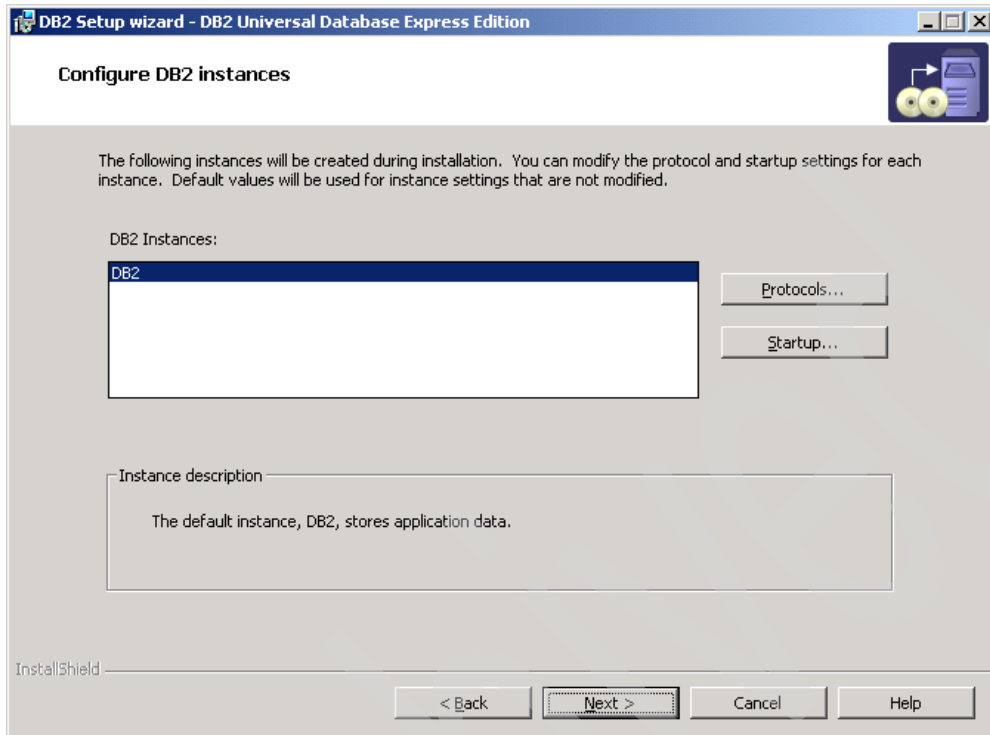 DB2 Setup wizard - DB2 Universal Database Express Edition
Configure DB2 instances
The following instances will be created during installation. You can modify the protocol and startup settings for each
instance. Default values will be used for instance settings that are not modified.
DB2 Instances:
DB2
Protocols...
Startup...
Instance description
The default instance, DB2, stores application data.
InstallShield
< Back
Next >
Cancel
Help